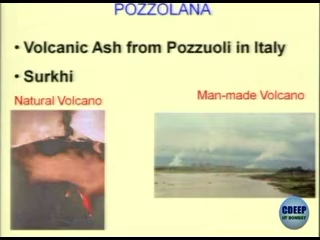 POZZOLANA
• Volcanic Ash from Pozzuoli in Italy
• Surkhi
Natural Volcano
Man-made Volcano
CDEEP
IIT BOMBAY